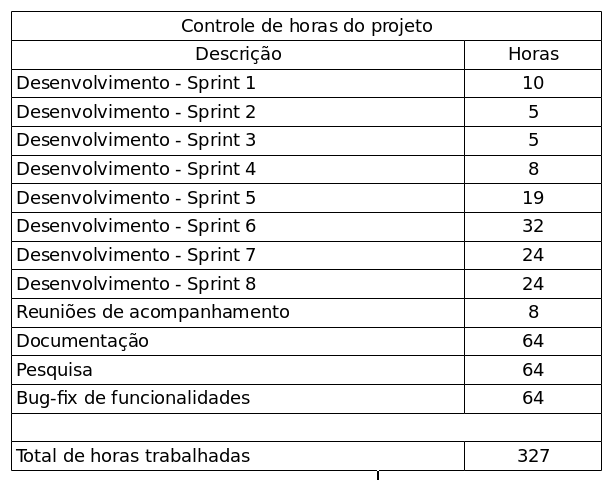 Controle de horas do projeto
Descrição Horas
Desenvolvimento - Sprint 1 10
Desenvolvimento - Sprint 2 5
Desenvolvimento - Sprint 3 5
Desenvolvimento - Sprint 4 8
Desenvolvimento - Sprint 5 19
Desenvolvimento - Sprint 6 32
Desenvolvimento - Sprint 7 24
Desenvolvimento - Sprint 8 24
Reuniões de acompanhamento 8
Documentação 64
Pesquisa 64
Bug-fix de funcionalidades 64
Total de horas trabalhadas 327